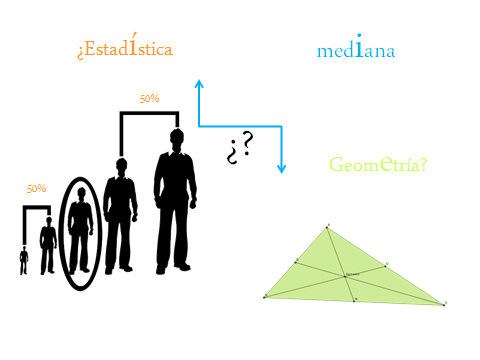 ¿Estadística
mediana
50%
¿?
Geometría?
50%